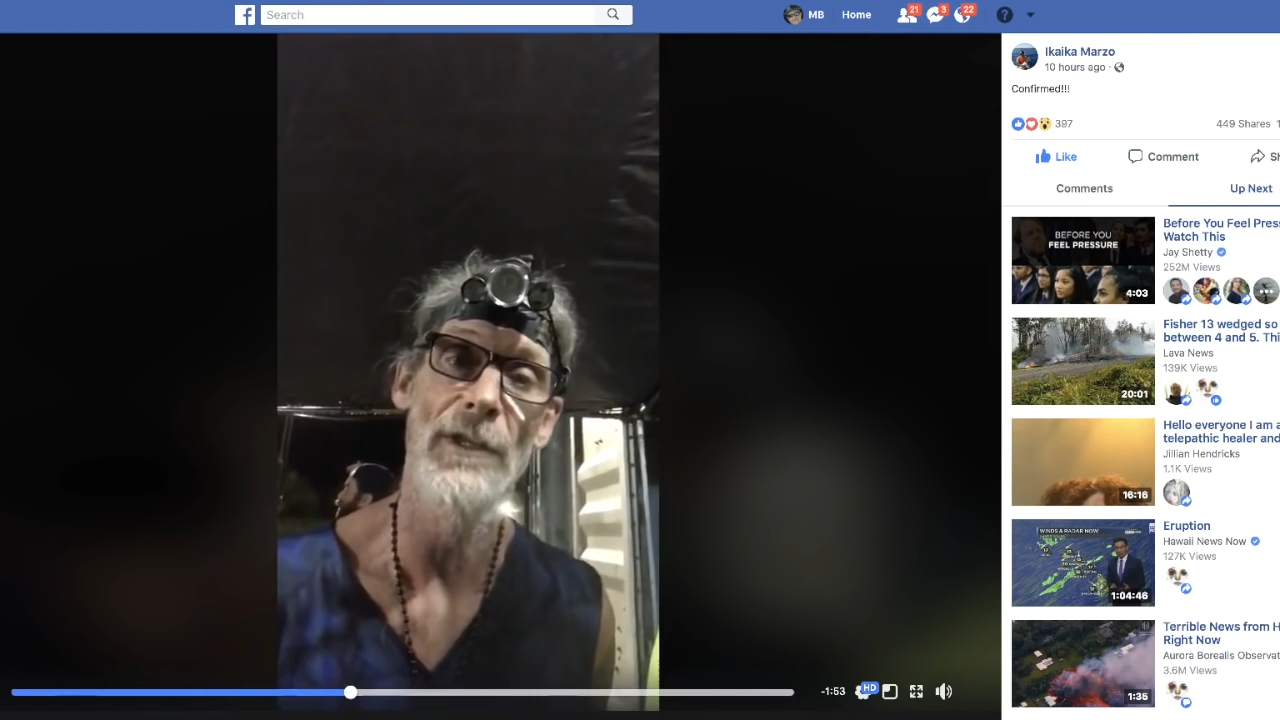 f
Search
MB
Home
21
3
22
?
Ikaika Marzo
10 hours ago ·
Confirmed!!!
397
449 Shares
Like
Comment
Comments
Up Next
BEFORE YOU
FEEL PRESSURE
4:03
Before You Feel
Watch This
Jay Shetty
252M Views
20:01
Fisher 13 wedged so
between 4 and 5.
Lava News
139K Views
16:16
Hello everyone I am
telepathic healer and
Jillian Hendricks
1.1K Views
WINDS & RADAR NOW
1:04:46
Eruption
Hawaii News Now
127K Views
1:35
Terrible News from
Right Now
Aurora Borealis
3.6M Views
-1:53
HD